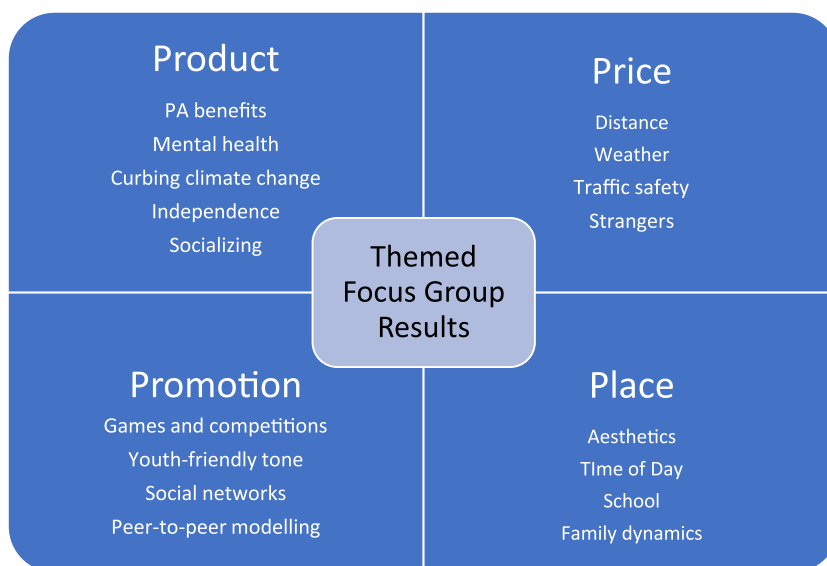 Product
PA benefits
Mental health
Curbing climate change
Independence
Socializing
Price
Distance
Weather
Traffic safety
Strangers
Themed
Focus Group
Results
Promotion
Games and competitions
Youth-friendly tone
Social networks
Peer-to-peer modelling
Place
Aesthetics
TIme of Day
School
Family dynamics